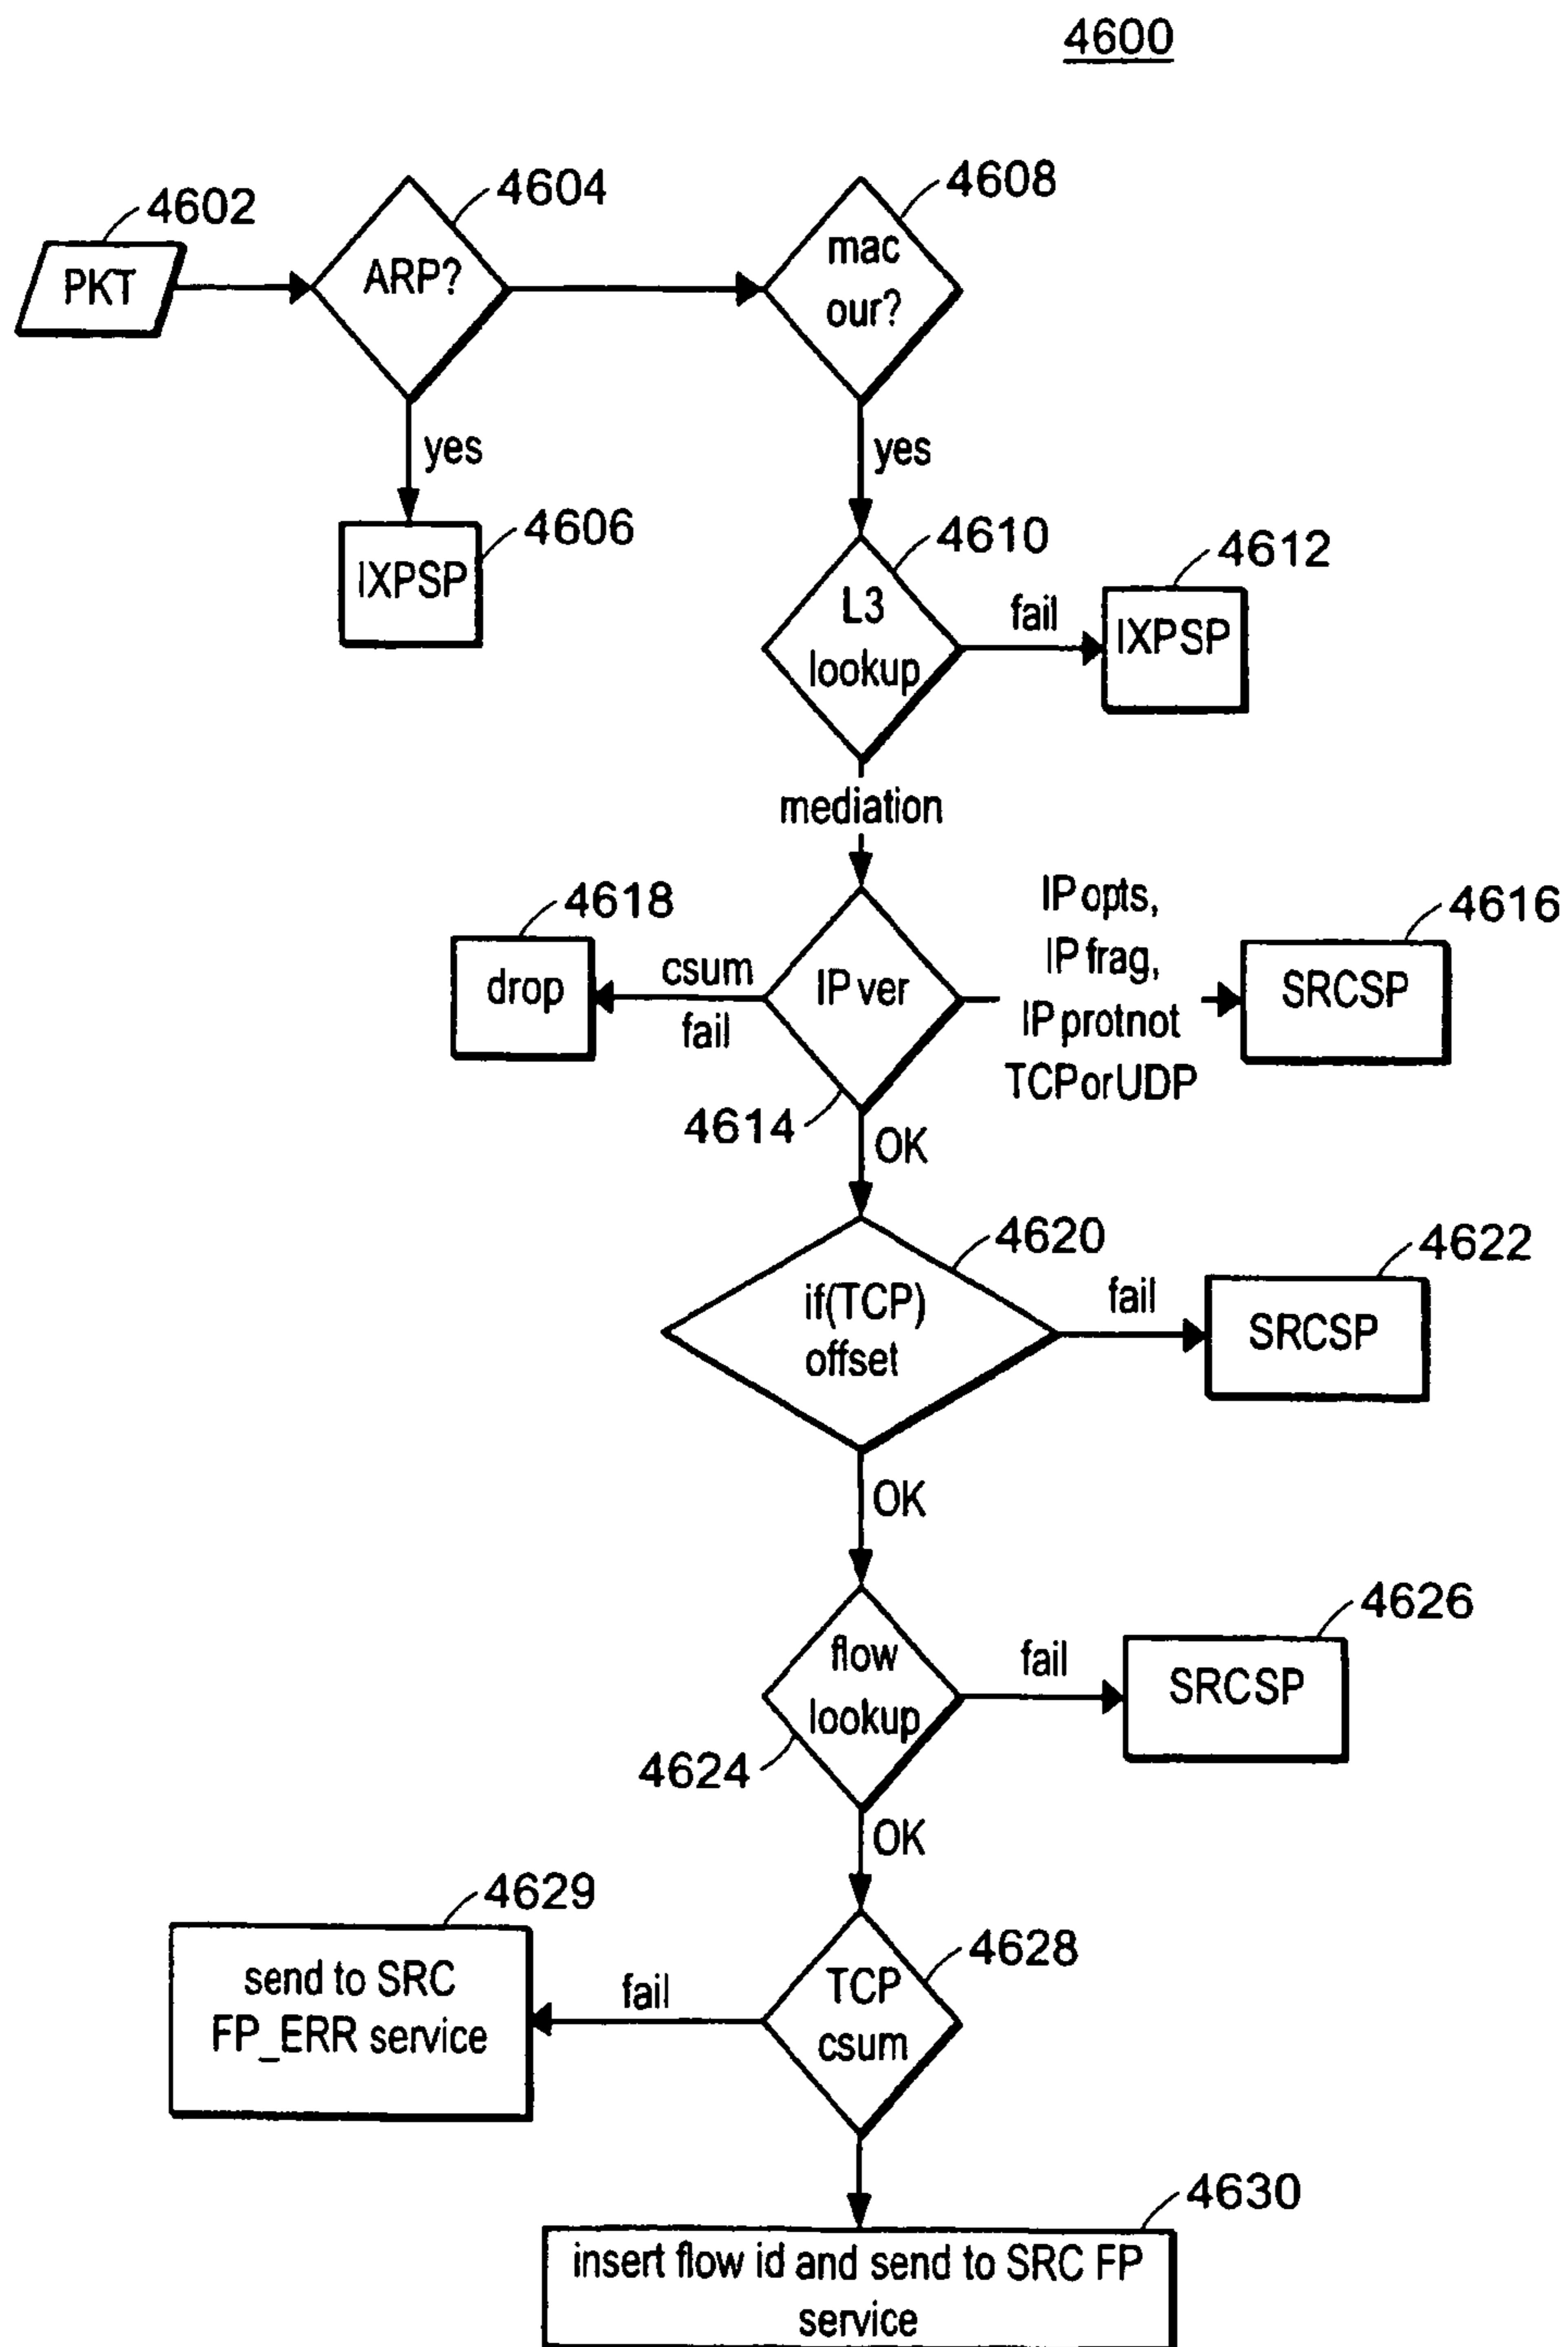 4600
4602
PKT
4604
ARP?
yes
4606
IXPSP
4608
mac
our?
yes
4610
L3
lookup
fail
4612
IXPSP
mediation
4618
drop
csum
fail
IP ver
4614
IP opts,
IP frag,
IP protnot
TCPorUDP
4616
SRCSP
OK
4620
if(TCP)
offset
fail
4622
SRCSP
OK
flow
lookup
4624
fail
4626
SRCSP
OK
4629
send to SRC
FP_ERR service
fail
4628
TCP
csum
4630
insert flow id and send to SRC FP
service